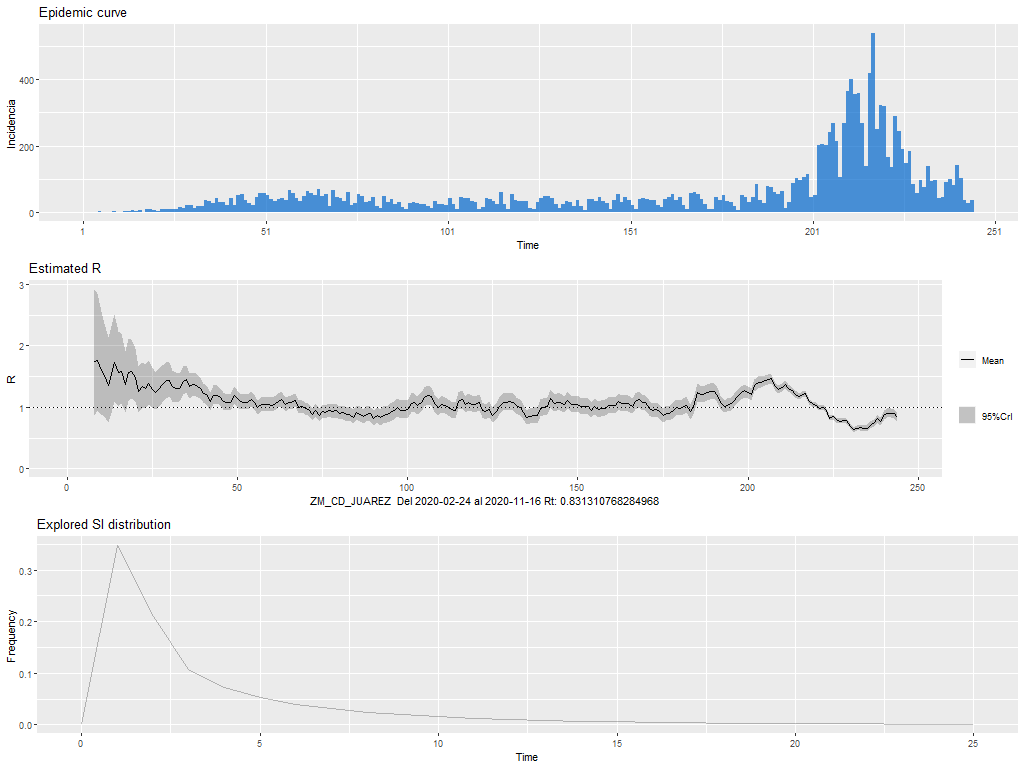 Epidemic curve
Incidencia
400
200
0
1 51 101 151 201 251
Time
Estimated R
R
3
2
1
0
0 50 100 150 200 250
ZM_CD_JUAREZ Del 2020-02-24 al 2020-11-16 Rt: 0.831310768284968
Mean
95%CrI
Explored SI distribution
Frequency
0.3
0.2
0.1
0.0
0 5 10 15 20 25
Time